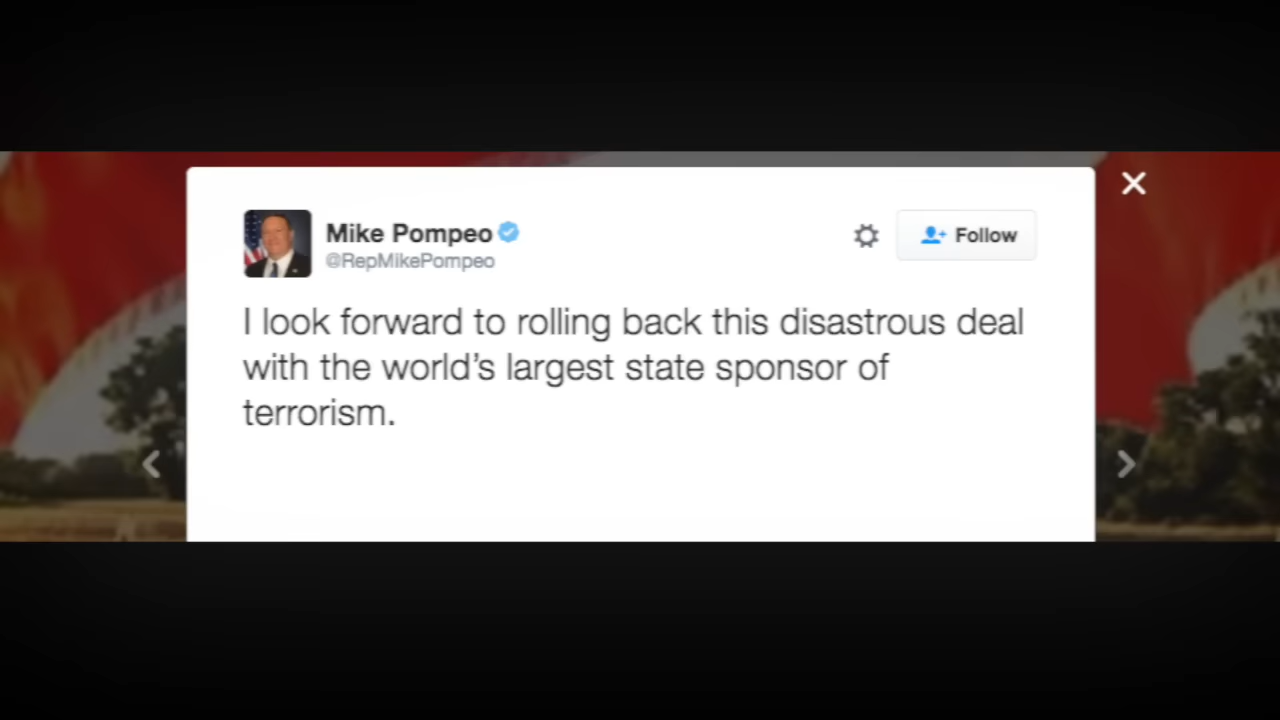 Mike Pompeo
@RepMikePompeo
Follow
I look forward to rolling back this disastrous deal
with the world’s largest state sponsor of
terrorism.